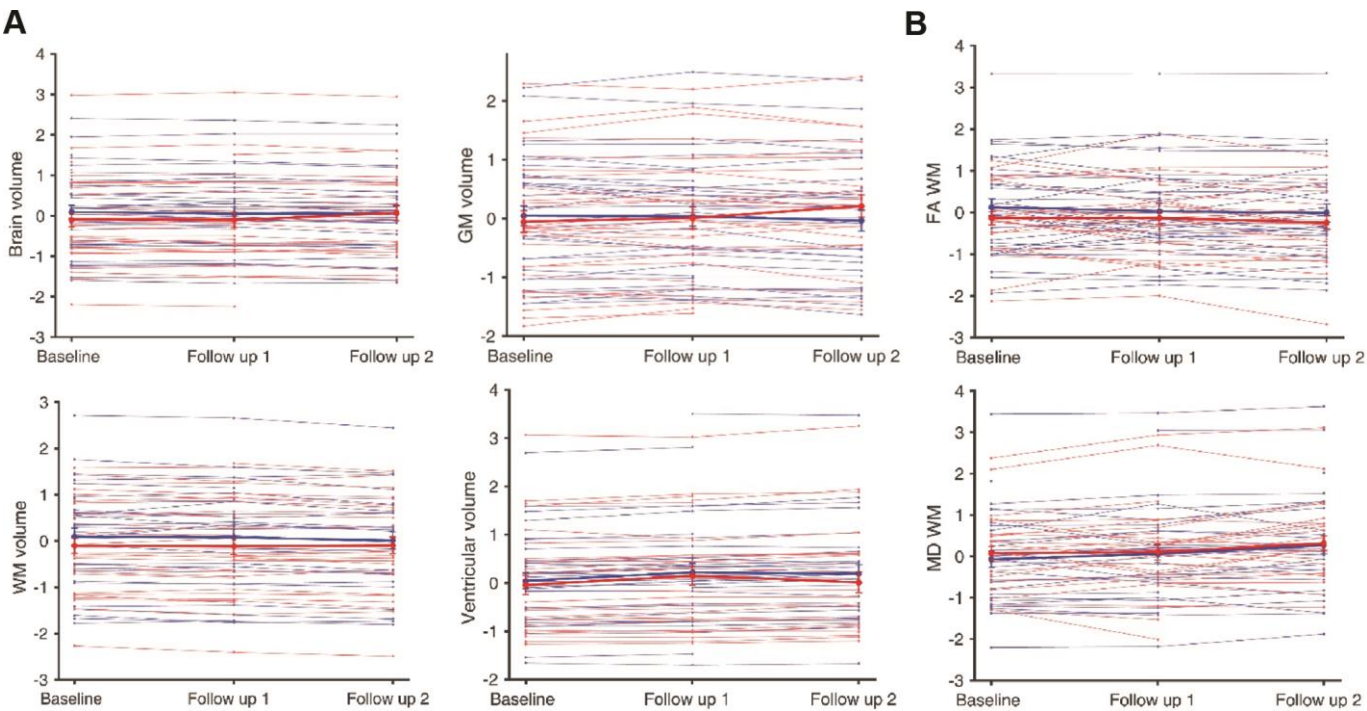 A
B
4
3
2
1
0
-1
-2
-3
Brain volume
Baseline
Follow up 1
Follow up 2
2
1
0
-1
-2
GM volume
Baseline
Follow up 1
Follow up 2
4
3
2
1
0
-1
-2
-3
FA WM
Baseline
Follow up 1
Follow up 2
3
2
1
0
-1
-2
-3
WM volume
Baseline
Follow up 1
Follow up 2
4
3
2
1
0
-1
-2
Ventricular volume
Baseline
Follow up 1
Follow up 2
4
3
2
1
0
-1
-2
-3
MD WM
Baseline
Follow up 1
Follow up 2